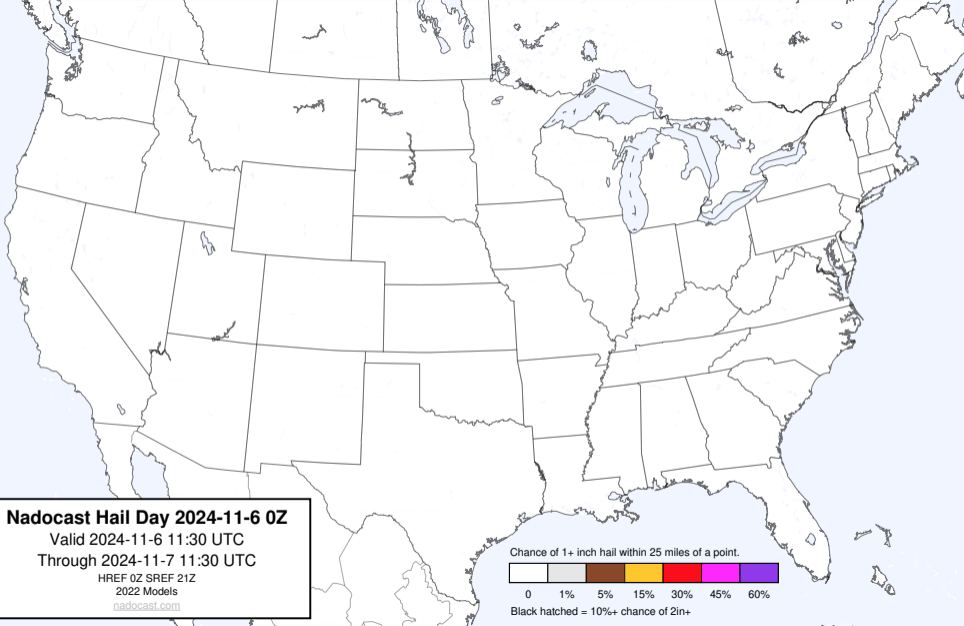 Nadocast Hail Day 2024-11-6 0Z
Valid 2024-11-6 11:30 UTC
Through 2024-11-7 11:30 UTC
HREF 0Z SREF 21Z
2022 Models
nadocast.com
Chance of 1+ inch hail within 25 miles of a point.
0 1% 5% 15% 30% 45% 60%
Black hatched = 10%+ chance of 2in+